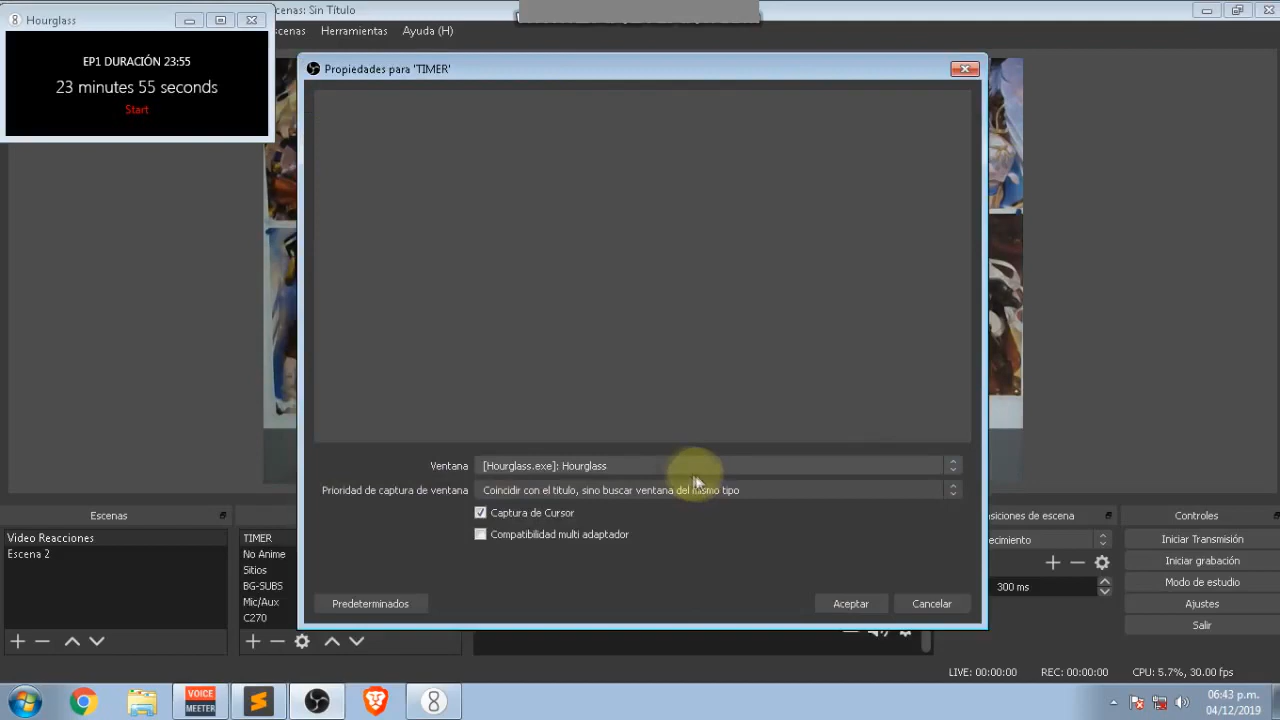 Hourglass
EP1 DURACIÓN 23:55
23 minutes 55 seconds
Start
cenas: Sin Título
Herramientas
Ayuda (H)
Propiedades para 'TIMER'
Ventana
[Hourglass.exe]: Hourglass
Prioridad de captura de ventana
Coincidir con el título, sino buscar ventana del mismo tipo
Captura de Cursor
Compatibilidad multi adaptador
Predeterminados
Aceptar
Cancelar
Escenas
Video Reacciones
Escena 2
TIMER
No Anime
Sitios
BG-SUBS
Mic/Aux
C270
siciones de escena
ecimiento
300 ms
Controles
Iniciar Transmisión
Iniciar grabación
Modo de estudio
Ajustes
Salir
LIVE: 00:00:00
REC: 00:00:00
CPU: 5.7%, 30.00 fps
VOICE
MEETER
06:43 p.m.
04/12/2019